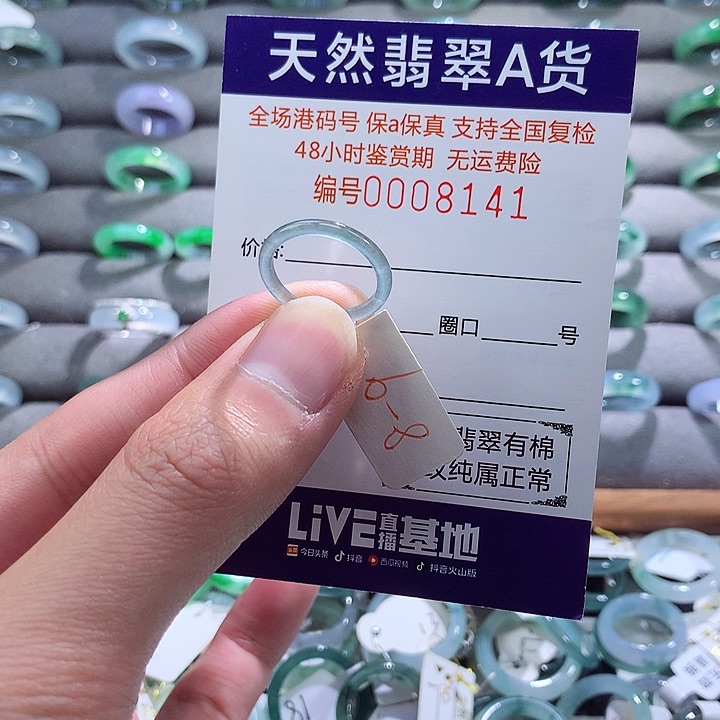 天然翡翠A货
全场港码号 保a保真 支持全国复检
48小时鉴赏期 无运费险
编号0008141
价格:
圈口 号
6-8
翡翠有棉
纹纯属正常
LiVE直播基地
今日头条 抖音 西瓜视频 抖音火山版